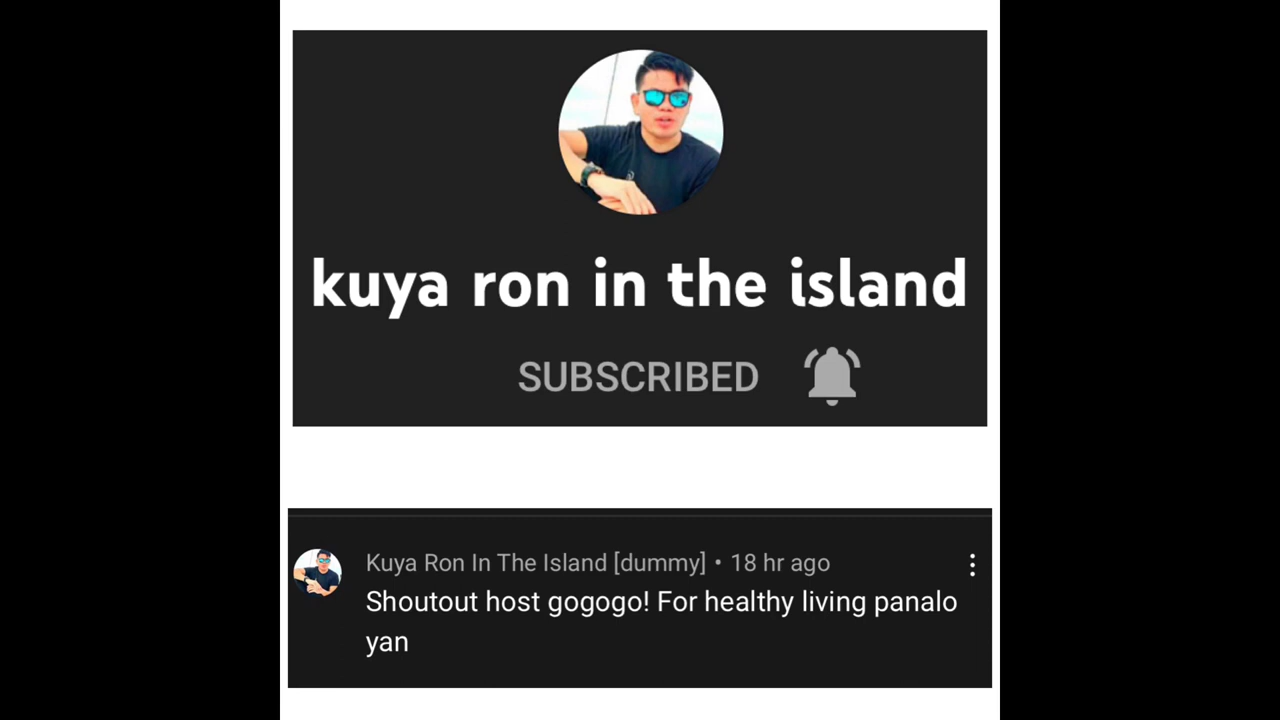 kuya ron in the island
SUBSCRIBED
Kuya Ron In The Island [dummy] • 18 hr ago
Shoutout host gogogo! For healthy living panalo
yan